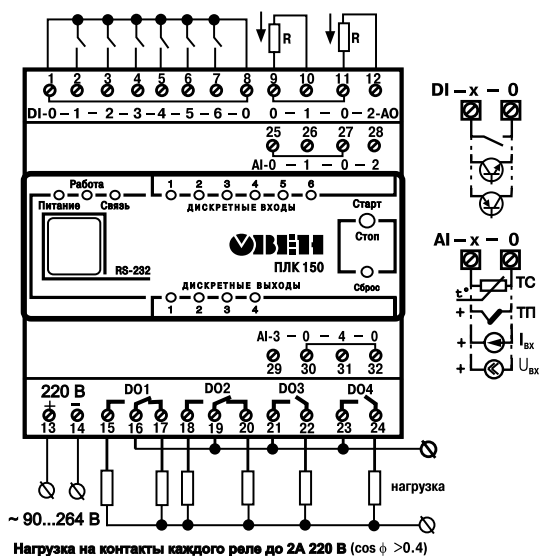 R R
1 2 3 4 5 6 7 8 9 10 11 12
DI-0 – 1 – 2 – 3 – 4 – 5 – 6 – 0 0 – 1 – 0 – 2-AO
25 26 27 28
AI-0 – 1 – 0 – 2
Работа
Питание Связь
1 2 3 4 5 6
ДИСКРЕТНЫЕ ВХОДЫ
Старт
Стоп
ОВЕН
ПЛК 150
RS-232
Сброс
ДИСКРЕТНЫЕ ВЫХОДЫ
1 2 3 4
AI-3 – 0 – 4 – 0
29 30 31 32
220 В DO1 DO2 DO3 DO4
+ –
13 14 15 16 17 18 19 20 21 22 23 24
нагрузка
~ 90...264 В
Нагрузка на контакты каждого реле до 2А 220 В (cos ϕ >0.4)
DI – x – 0
AI – x – 0
t° ТС
+ ТП
+ Iвх
+ Uвх